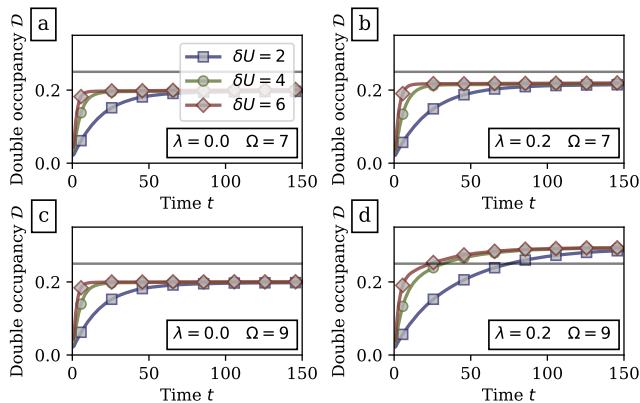 a
Double occupancy 𝒟
0.2
0.0
δU = 2
δU = 4
δU = 6
λ = 0.0 Ω = 7
0 50 100 150
Time t
b
Double occupancy 𝒟
0.2
0.0
λ = 0.2 Ω = 7
0 50 100 150
Time t
c
Double occupancy 𝒟
0.2
0.0
λ = 0.0 Ω = 9
0 50 100 150
Time t
d
Double occupancy 𝒟
0.2
0.0
λ = 0.2 Ω = 9
0 50 100 150
Time t